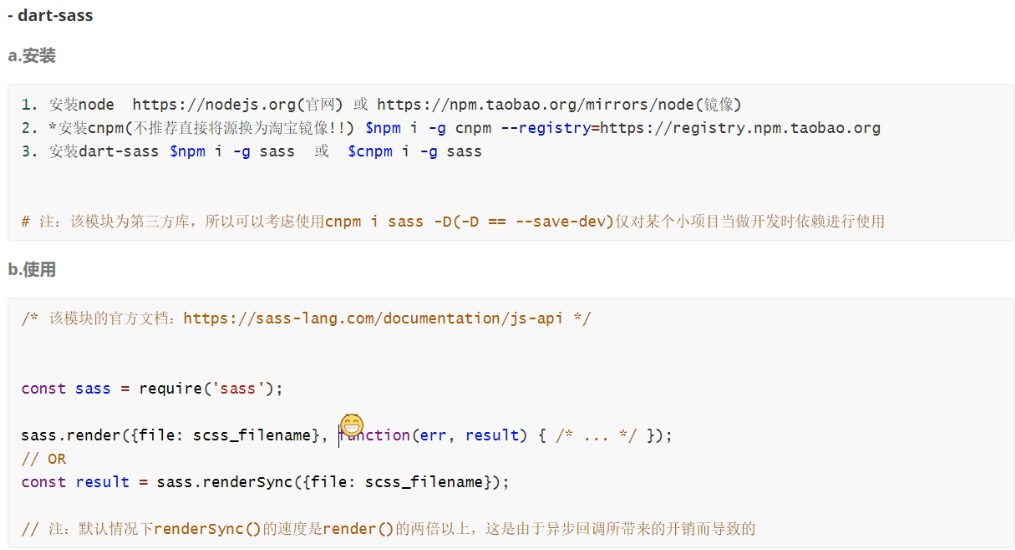 - dart-sass
a.安装
1. 安装node  https://nodejs.org(官网) 或 https://npm.taobao.org/mirrors/node(镜像)
2. *安装cnpm(不推荐直接将源换为淘宝镜像!!) $npm i -g cnpm --registry=https://registry.npm.taobao.org
3. 安装dart-sass $npm i -g sass  或  $cnpm i -g sass
# 注: 该模块为第三方库, 所以可以考虑使用cnpm i sass -D(-D == --save-dev)仅对某个小项目当做开发时依赖进行使用
b.使用
/* 该模块的官方文档: https://sass-lang.com/documentation/js-api */
const sass = require('sass');
sass.render({file: scss_filename}, function(err, result) { /* ... */ });
// OR
const result = sass.renderSync({file: scss_filename});
// 注: 默认情况下renderSync()的速度是render()的两倍以上, 这是由于异步回调所带来的开销而导致的